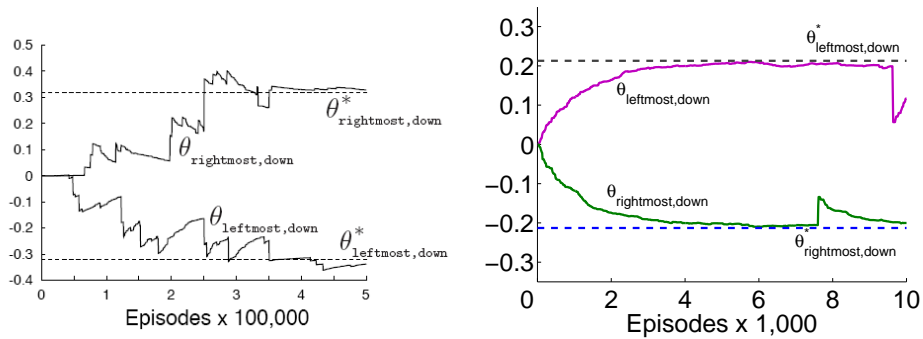 0.5
0.4
0.3
0.2
0.1
0
-0.1
-0.2
-0.3
-0.4
0 1 2 3 4 5
Episodes x 100,000
θ*rightmost,down
θrightmost,down
θleftmost,down
θ*leftmost,down
0.3
0.2
0.1
0
−0.1
−0.2
−0.3
0 2 4 6 8 10
Episodes x 1,000
θ*leftmost,down
θleftmost,down
θrightmost,down
θ*rightmost,down